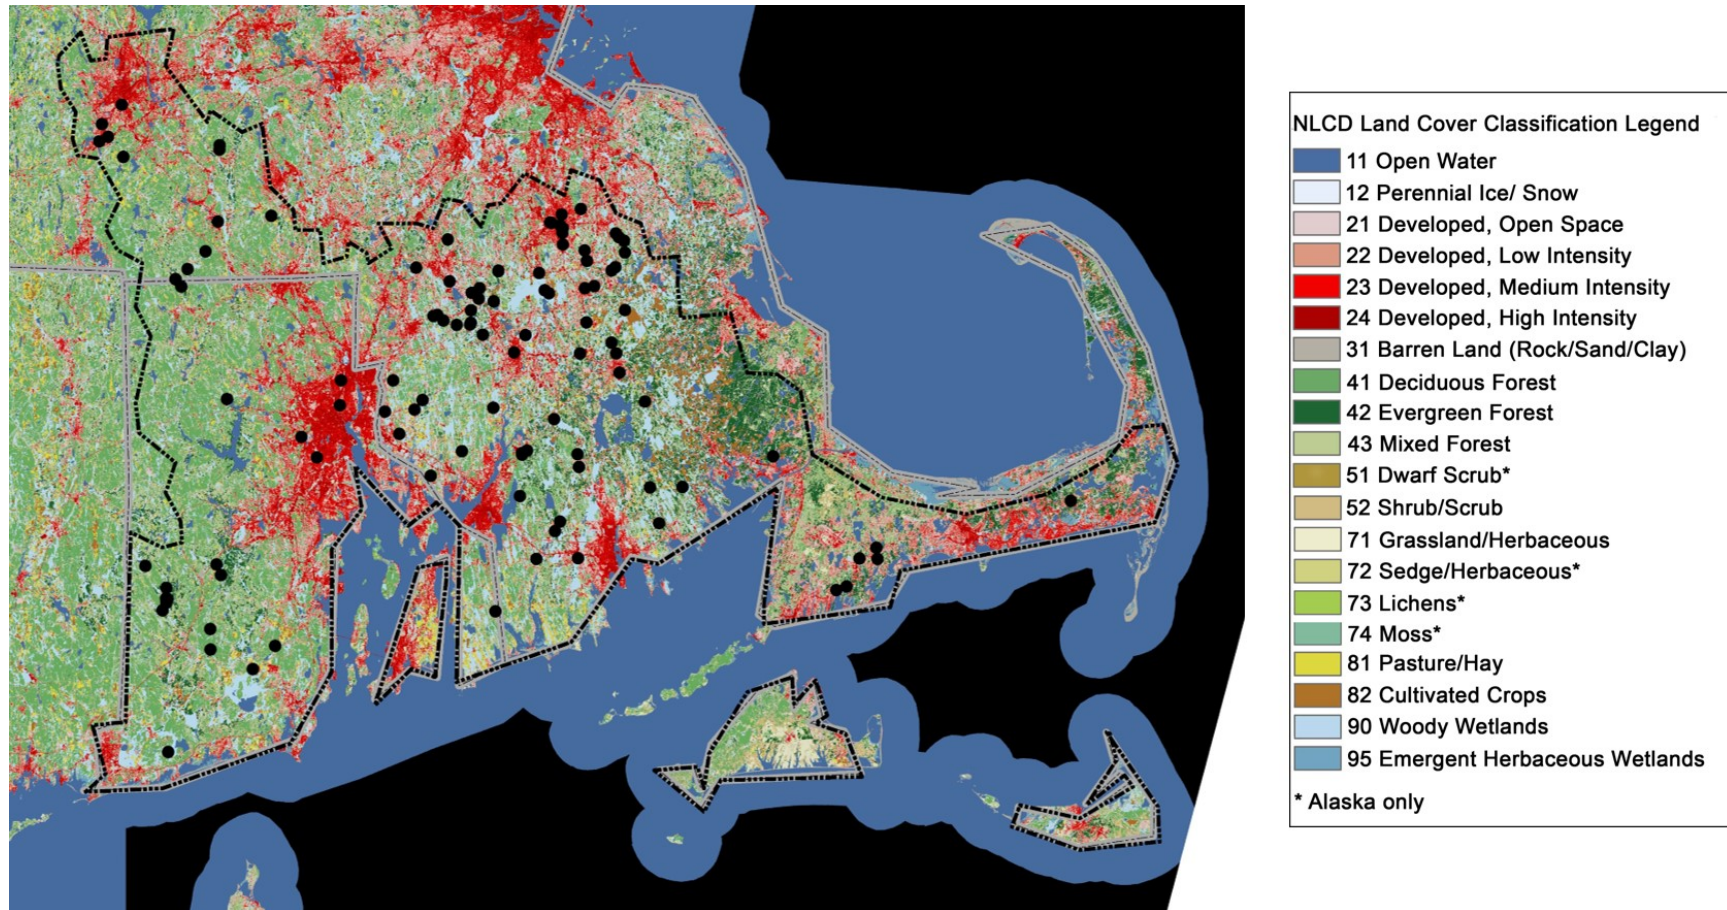 NLCD Land Cover Classification Legend
11 Open Water
12 Perennial Ice/ Snow
21 Developed, Open Space
22 Developed, Low Intensity
23 Developed, Medium Intensity
24 Developed, High Intensity
31 Barren Land (Rock/Sand/Clay)
41 Deciduous Forest
42 Evergreen Forest
43 Mixed Forest
51 Dwarf Scrub*
52 Shrub/Scrub
71 Grassland/Herbaceous
72 Sedge/Herbaceous*
73 Lichens*
74 Moss*
81 Pasture/Hay
82 Cultivated Crops
90 Woody Wetlands
95 Emergent Herbaceous Wetlands
* Alaska only